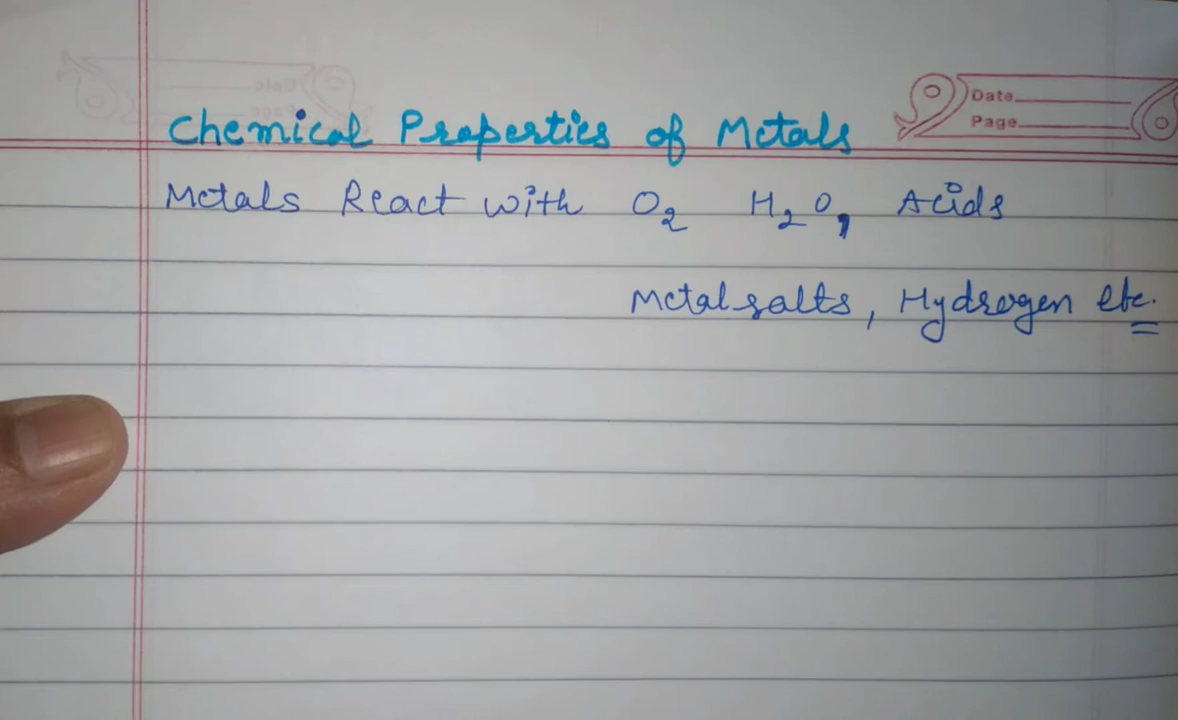 Date
Page
Chemical Properties of Metals
Metals React with O2 H2O, Acids
Metal salts, Hydrogen etc.